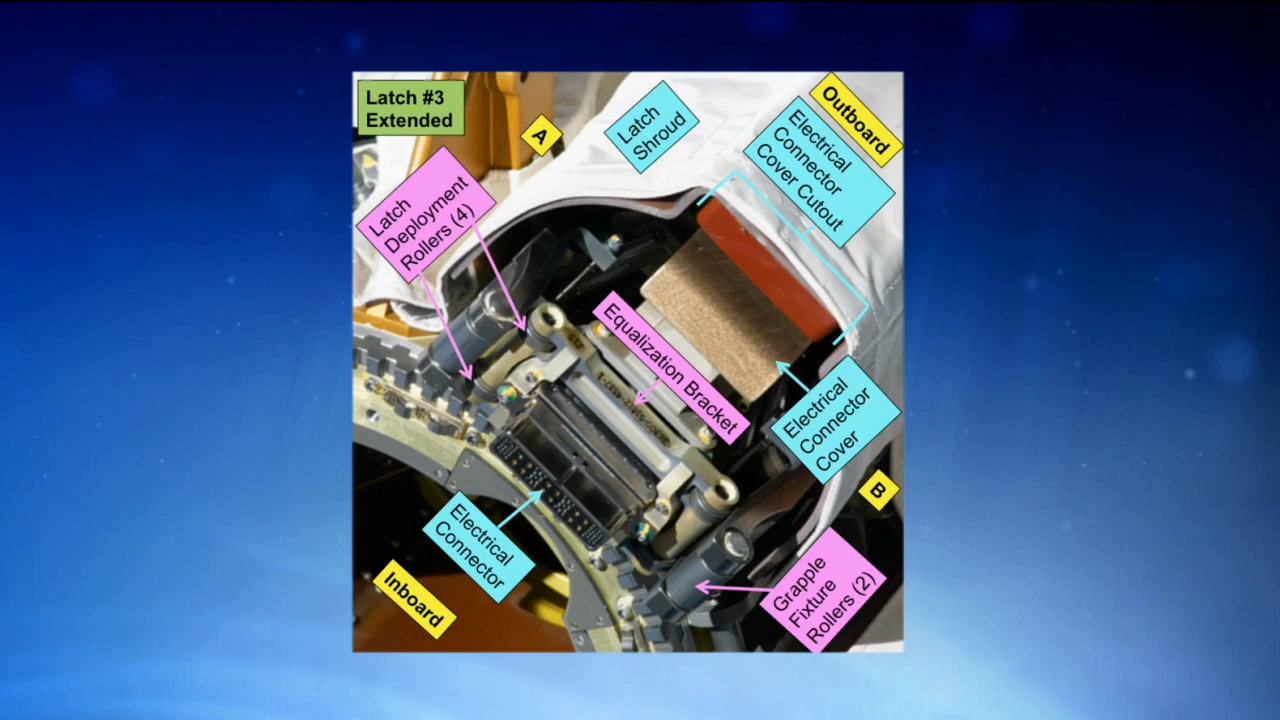 Latch #3
Extended
A
Latch
Shroud
Outboard
Electrical
Connector
Cover Cutout
Latch
Deployment
Rollers (4)
Equalization Bracket
Electrical
Connector
Cover
B
Electrical
Connector
Inboard
Grapple
Fixture
Rollers (2)